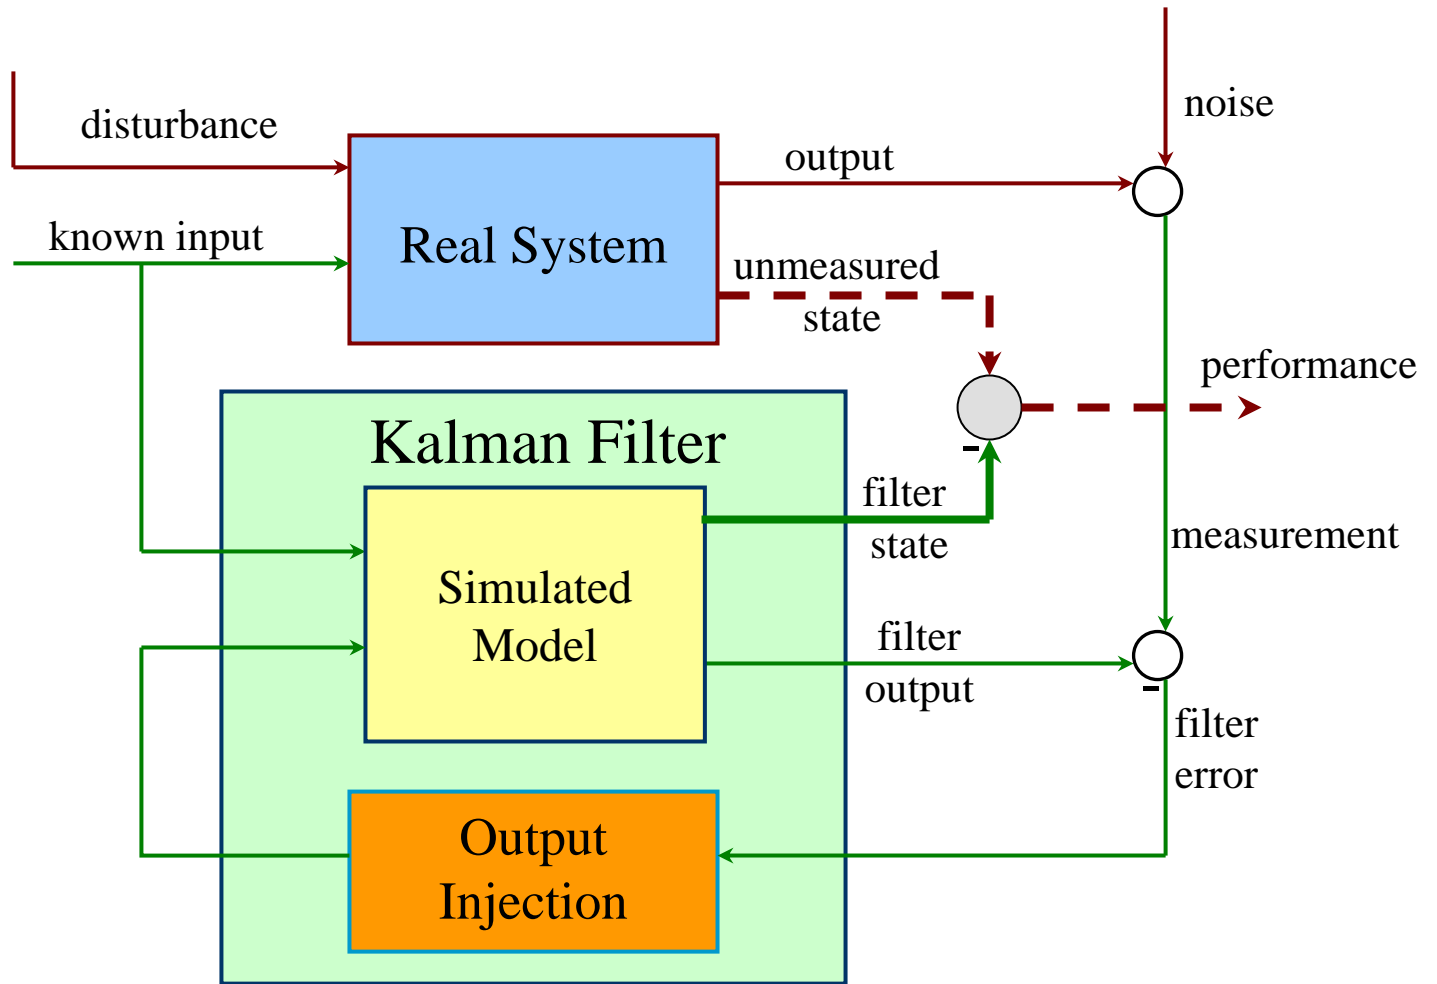 noise
disturbance
output
known input
Real System
unmeasured
state
performance
Kalman Filter
filter
state
measurement
Simulated
Model
filter
output
filter
error
Output
Injection